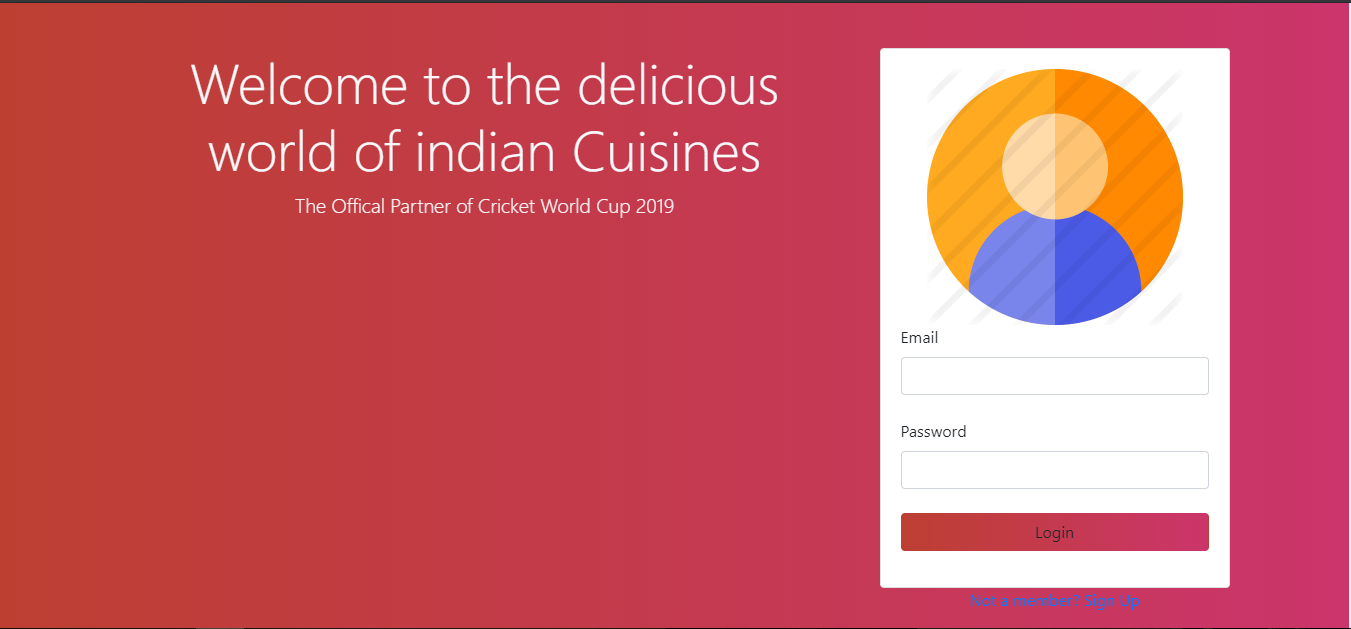 Welcome to the delicious
world of indian Cuisines
The Offical Partner of Cricket World Cup 2019
Email
Password
Login
Not a member? Sign Up